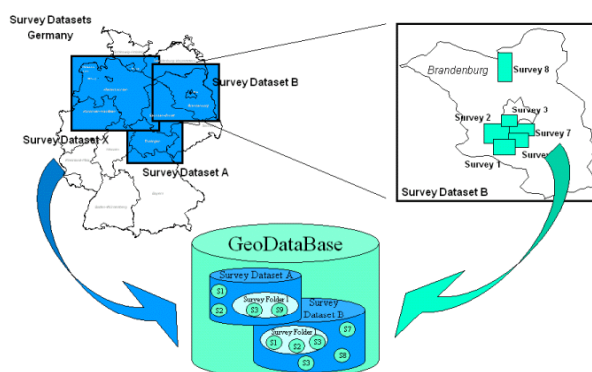 Survey Datasets
Germany
Survey Dataset B
Survey Dataset X
Survey Dataset A
Brandenburg
Survey 8
Survey 3
Survey 2
Survey 7
Survey
Survey 1
Survey Dataset B
GeoDataBase
Survey Dataset A
S1
Survey Folder 1
S2
S3
S9
Survey
Dataset B
S7
Survey Folder
S1
S2
S3
S8